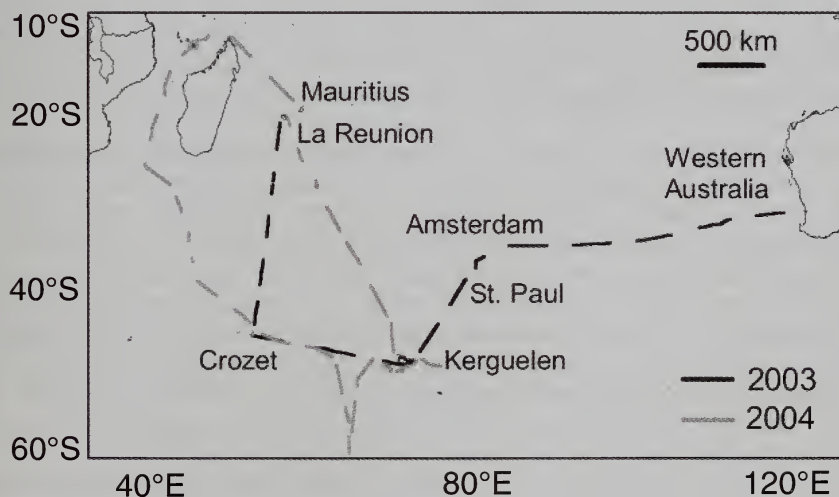 10°S
500 km
Mauritius
20°S
La Reunion
Western
Australia
Amsterdam
40°S
St. Paul
Crozet
Kerguelen
2003
2004
60°S
40°E
80°E
120°E